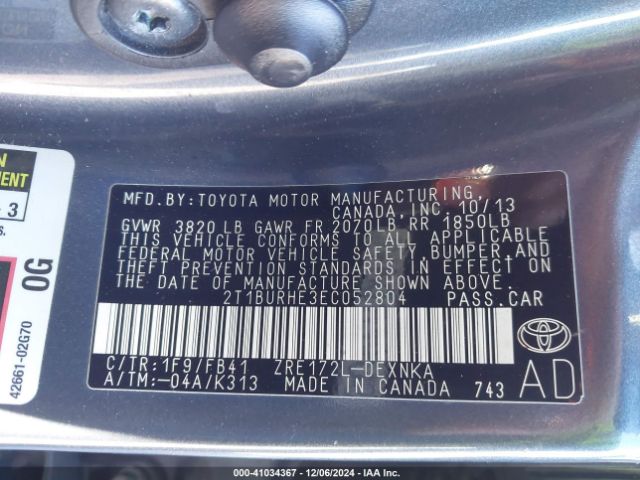 MFD. BY: TOYOTA MOTOR MANUFACTURING,
CANADA, INC. 10/13
GVWR 3820 LB GAWR FR 2070LB RR 1850LB
THIS VEHICLE CONFORMS TO ALL APPLICABLE
FEDERAL MOTOR VEHICLE SAFETY, BUMPER, AND
THEFT PREVENTION STANDARDS IN EFFECT ON
THE DATE OF MANUFACTURE SHOWN ABOVE.
2T1BURHE3EC052804 PASS. CAR
C/TR: 1F9/FB41 ZRE172L-DEXNKA
A/TM: -04A/K313 MADE IN CANADA 743
AD
3
OG
42661-02G70
000-41034367 - 12/06/2024 - IAA Inc.